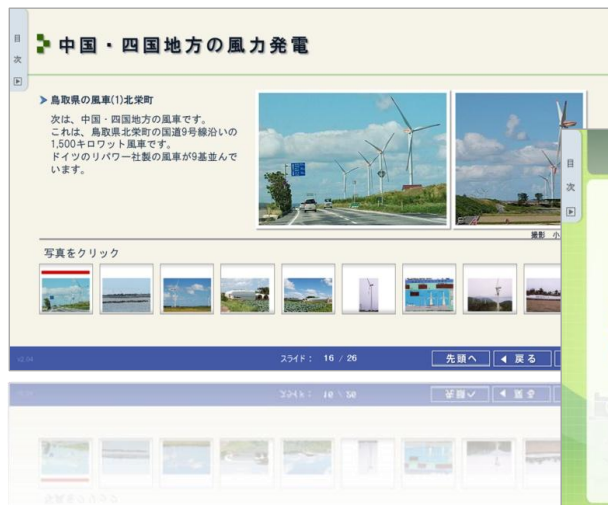 目
次
中国・四国地方の風力発電
鳥取県の風車(1)北栄町
次は、中国・四国地方の風車です。
これは、鳥取県北栄町の国道9号線沿いの
1,500キロワット風車です。
ドイツのリパワー社製の風車が9基並んで
います。
撮影 小
写真をクリック
スライド： 16 / 26
先頭へ
◀ 戻る
目
次